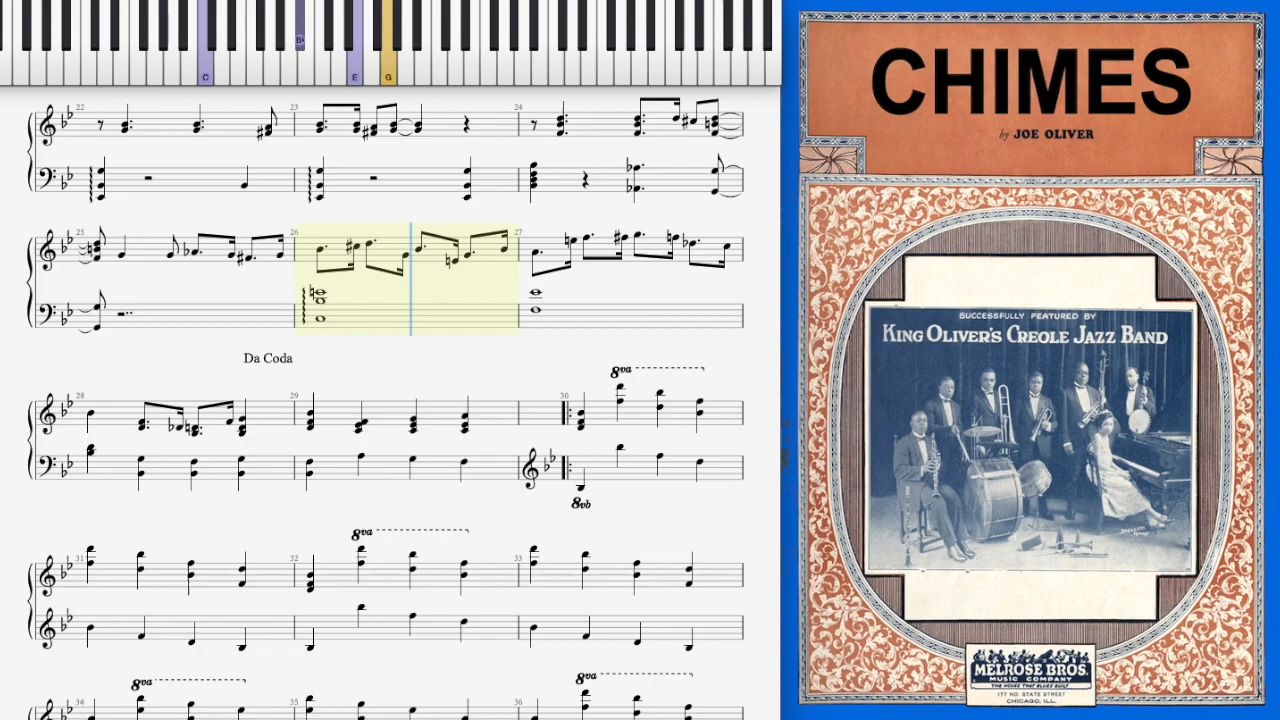 C
B♭
E
G
22
23
24
25
26
27
Da Coda
28
29
30
8va
8vb
31
32
33
8va
34
35
36
8va
8va
CHIMES
by JOE OLIVER
SUCCESSFULLY FEATURED BY
KING OLIVER'S CREOLE JAZZ BAND
MELROSE BROS.
MUSIC COMPANY
"THE HOUSE THAT BLUES BUILT"
177 NO. STATE STREET
CHICAGO, ILL.